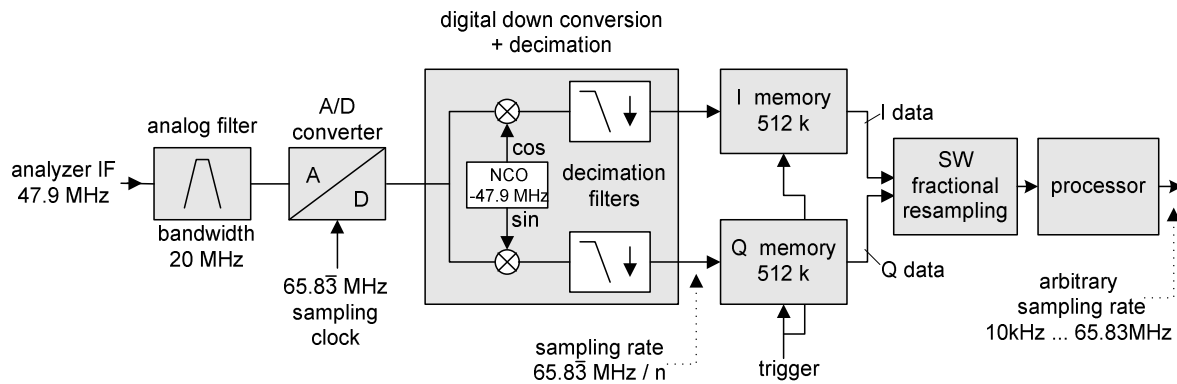 digital down conversion
+ decimation
A/D
converter
analog filter
analyzer IF
47.9 MHz
bandwidth
20 MHz
A
D
65.83̅ MHz
sampling
clock
cos
NCO
-47.9 MHz
sin
decimation
filters
I memory
512 k
Q memory
512 k
I data
Q data
SW
fractional
resampling
processor
sampling rate
65.83̅ MHz / n
trigger
arbitrary
sampling rate
10kHz ... 65.83MHz